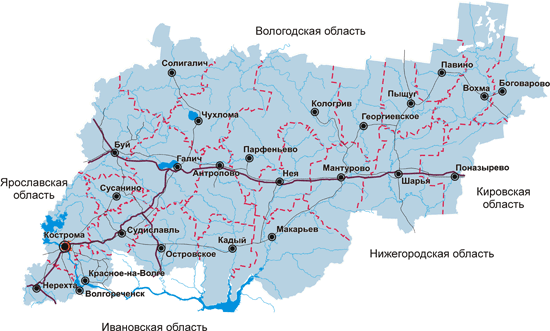 Вологодская область
Солигалич
Павино
Вохма
Боговарово
Пыщуг
Кологрив
Георгиевское
Чухлома
Буй
Галич
Парфеньево
Антропово
Нея
Мантурово
Шарья
Поназырево
Ярославская
область
Сусанино
Кировская
область
Кострома
Судиславль
Островское
Кадый
Макарьев
Нижегородская область
Красное-на-Волге
Нерехта
Волгореченск
Ивановская область